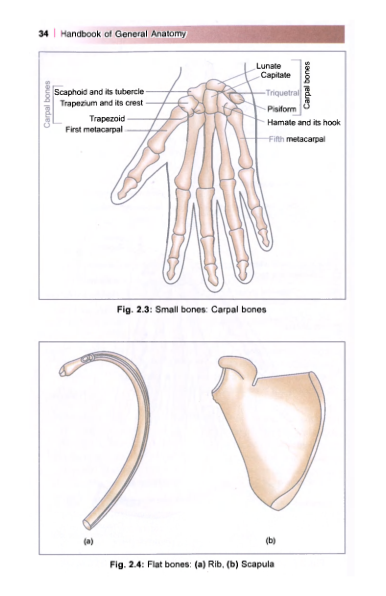 34 | Handbook of General Anatomy
Carpal bones
Scaphoid and its tubercle
Trapezium and its crest
Trapezoid
First metacarpal
Lunate
Capitate
Triquetral
Pisiform
Carpal bones
Hamate and its hook
Fifth metacarpal
Fig. 2.3: Small bones: Carpal bones
(a)
(b)
Fig. 2.4: Flat bones: (a) Rib, (b) Scapula